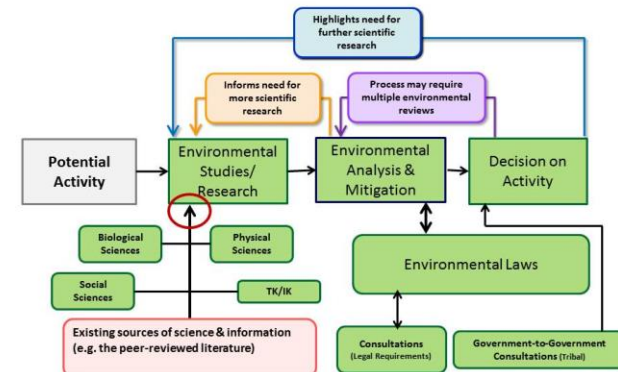 Highlights need for
further scientific
research
Informs need for
more scientific
research
Process may require
multiple environmental
reviews
Potential
Activity
Environmental
Studies/
Research
Environmental
Analysis &
Mitigation
Decision on
Activity
Biological
Sciences
Physical
Sciences
Social
Sciences
TK/IK
Environmental Laws
Existing sources of science & information
(e.g. the peer-reviewed literature)
Consultations
(Legal Requirements)
Government-to-Government
Consultations (Tribal)